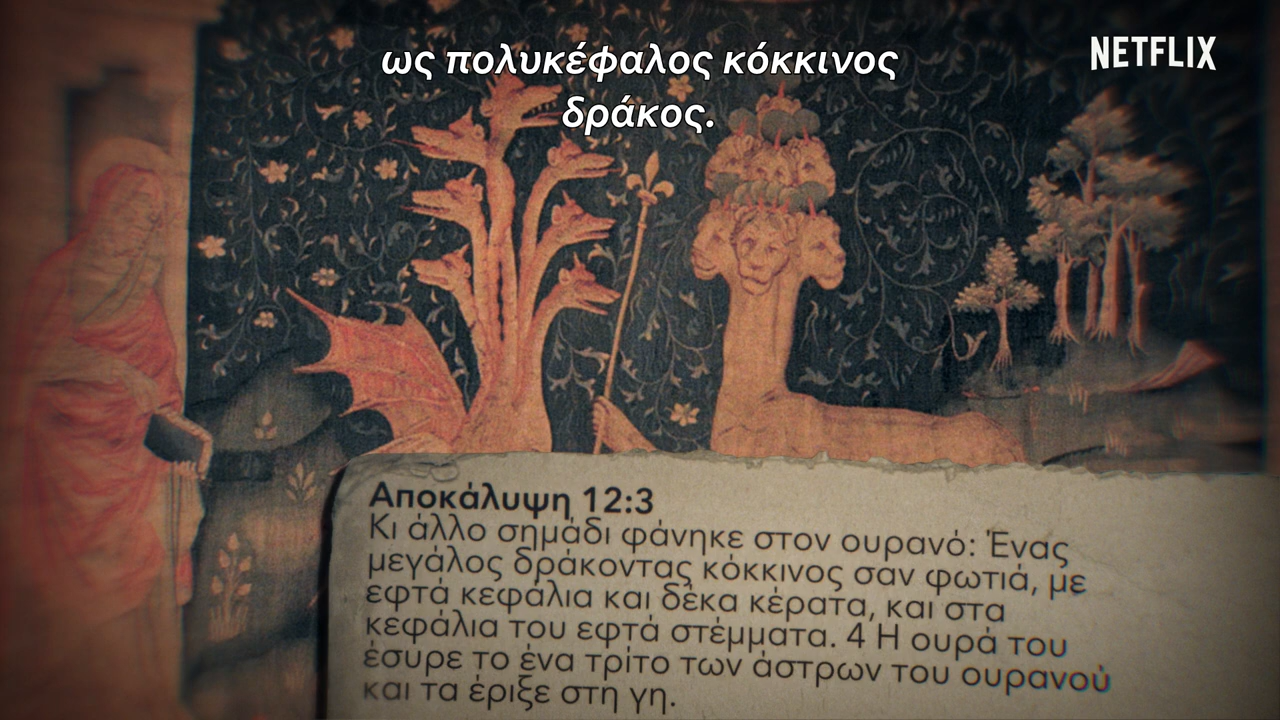 ως πολυκέφαλος κόκκινος
δράκος.
NETFLIX
Αποκάλυψη 12:3
Κι άλλο σημάδι φάνηκε στον ουρανό: Ένας
μεγάλος δράκοντας κόκκινος σαν φωτιά, με
εφτά κεφάλια και δέκα κέρατα, και στα
κεφάλια του εφτά στέμματα. 4 Η ουρά του
έσυρε το ένα τρίτο των άστρων του ουρανού
και τα έριξε στη γη.